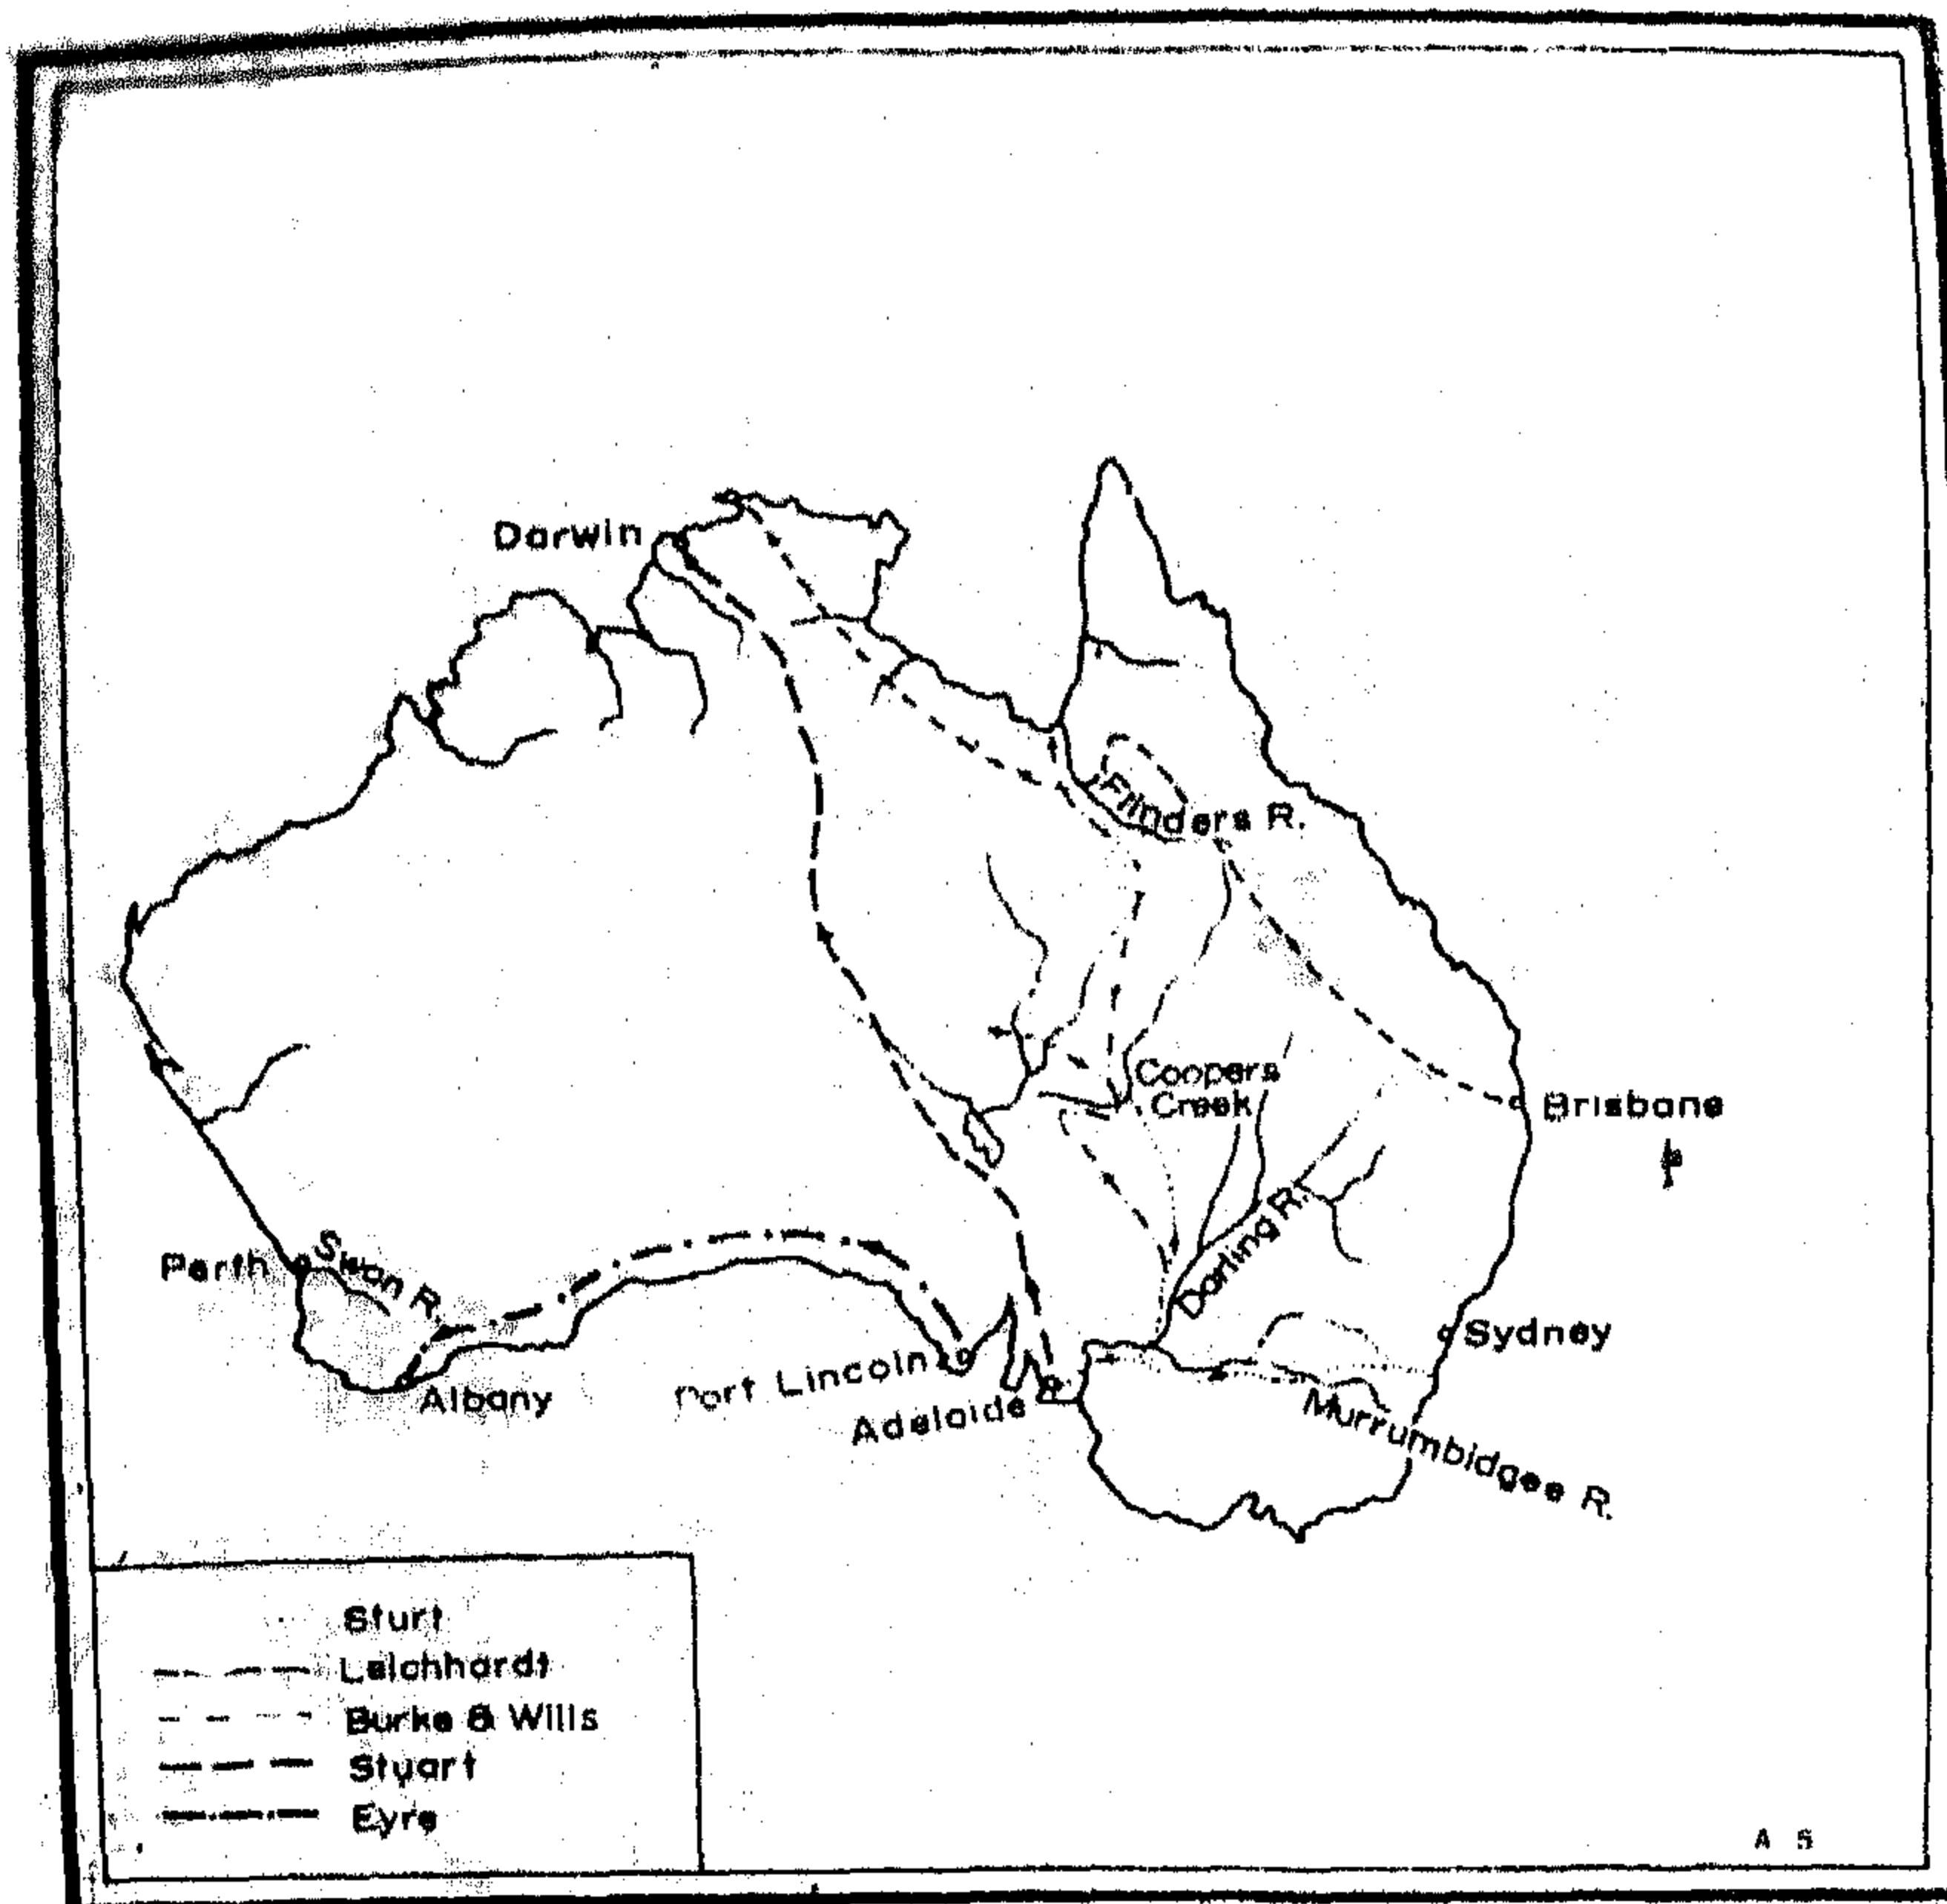 Darwin
Flinders R.
Coopers
Creek
Brisbane
Perth
Swan R.
Darling R.
Sydney
Port Lincoln
Albany
Adelaide
Murrumbidgee R.
Sturt
Leichhardt
Burke & Wills
Stuart
Eyre
A 5